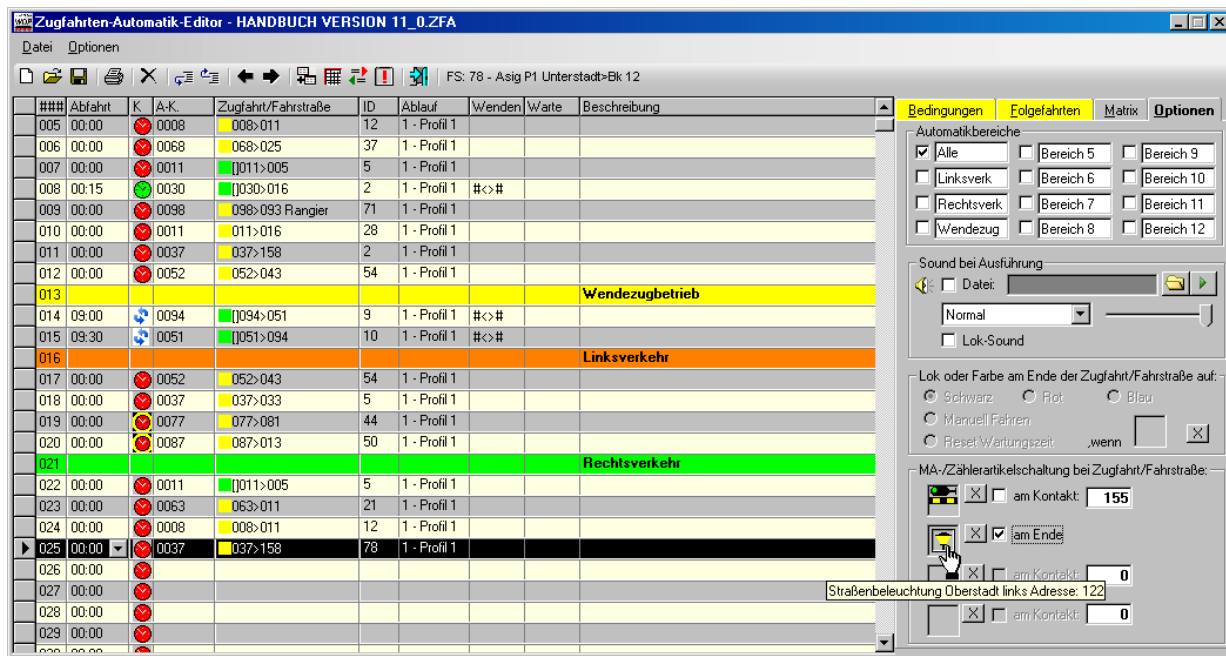 Zugfahrten-Automatik-Editor - HANDBUCH VERSION 11_0.ZFA
Datei Optionen
FS: 78 - Asig P1 Unterstadt>Bk 12
### Abfahrt K A-K. Zugfahrt/Fahrstraße ID Ablauf Wenden Warte Beschreibung
005 00:00 0008 008>011 12 1 - Profil 1
006 00:00 0068 068>025 37 1 - Profil 1
007 00:00 0011 []011>005 5 1 - Profil 1
008 00:15 0030 []030>016 2 1 - Profil 1 #<>#
009 00:00 0098 098>093 Rangier 71 1 - Profil 1
010 00:00 0011 011>016 28 1 - Profil 1
011 00:00 0037 037>158 2 1 - Profil 1
012 00:00 0052 052>043 54 1 - Profil 1
013 Wendezugbetrieb
014 09:00 0094 []094>051 9 1 - Profil 1 #<>#
015 09:30 0051 []051>094 10 1 - Profil 1 #<>#
016 Linksverkehr
017 00:00 0052 052>043 54 1 - Profil 1
018 00:00 0037 037>033 5 1 - Profil 1
019 00:00 0077 077>081 44 1 - Profil 1
020 00:00 0087 087>013 50 1 - Profil 1
021 Rechtsverkehr
022 00:00 0011 []011>005 5 1 - Profil 1
023 00:00 0063 063>011 21 1 - Profil 1
024 00:00 0008 008>011 12 1 - Profil 1
025 00:00 0037 037>158 78 1 - Profil 1
026 00:00
027 00:00
028 00:00
029 00:00
Bedingungen Folgefahrten Matrix Optionen
Automatikbereiche
Alle Bereich 5 Bereich 9
Linksverk Bereich 6 Bereich 10
Rechtsverk Bereich 7 Bereich 11
Wendezug Bereich 8 Bereich 12
Sound bei Ausführung
Datei:
Normal
Lok-Sound
Lok oder Farbe am Ende der Zugfahrt/Fahrstraße auf:
Schwarz Rot Blau
Manuell Fahren
Reset Wartungszeit ,wenn X
MA-/Zählerartikelschaltung bei Zugfahrt/Fahrstraße:
X am Kontakt: 155
X am Ende
X am Kontakt: 0
Straßenbeleuchtung Oberstadt links Adresse: 122
X am Kontakt: 0